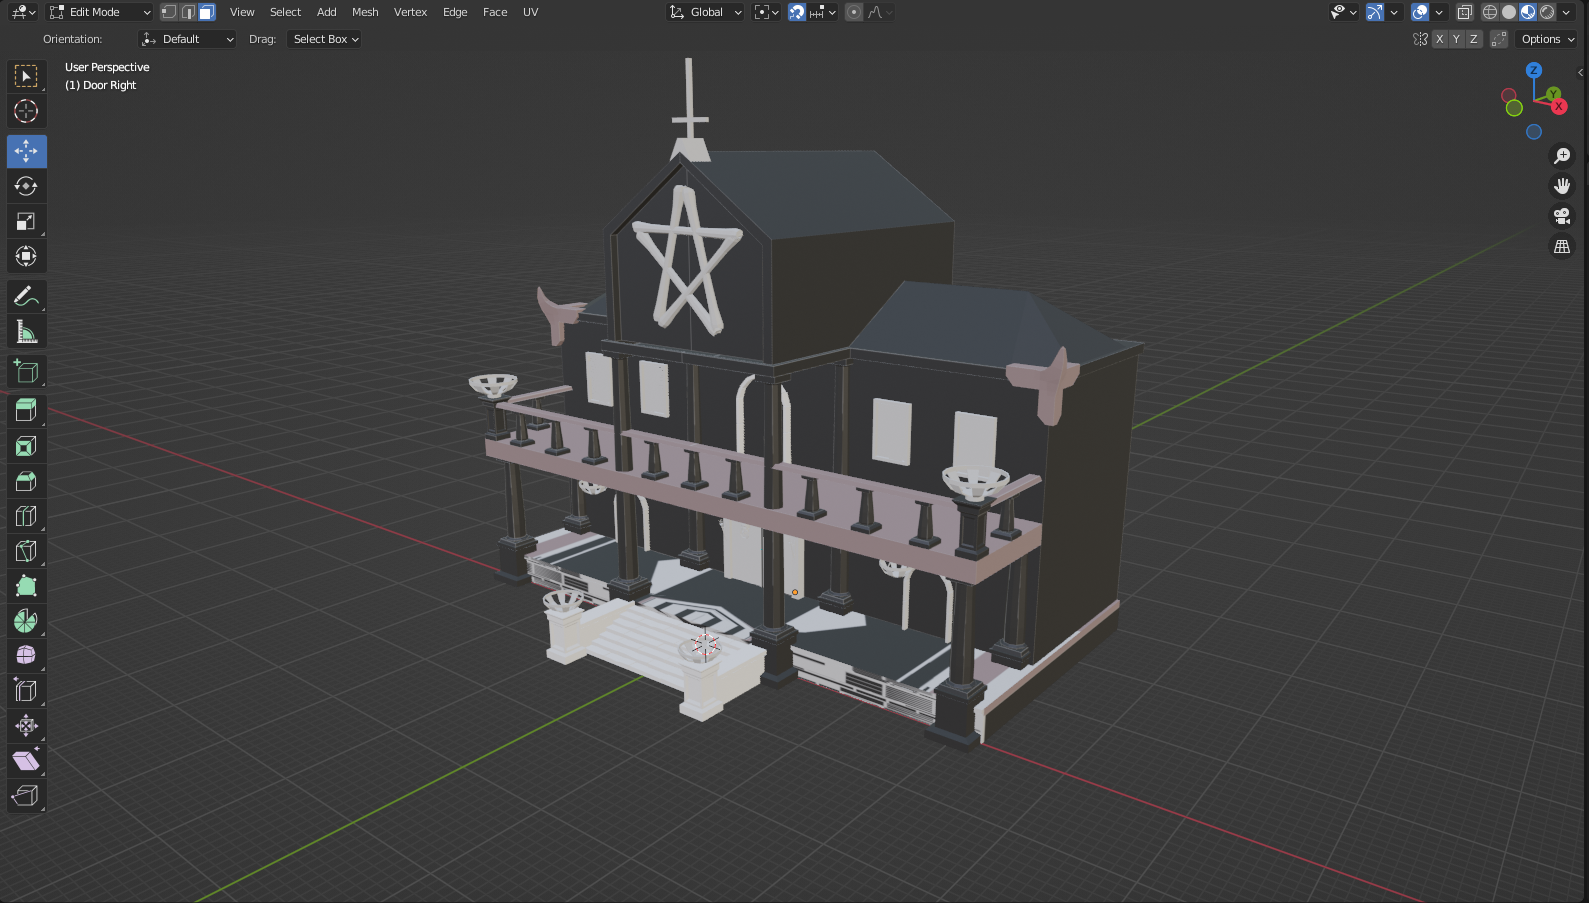 Edit Mode View Select Add Mesh Vertex Edge Face UV Global
Orientation: Default Drag: Select Box X Y Z Options
User Perspective
(1) Door Right
Z
Y
X